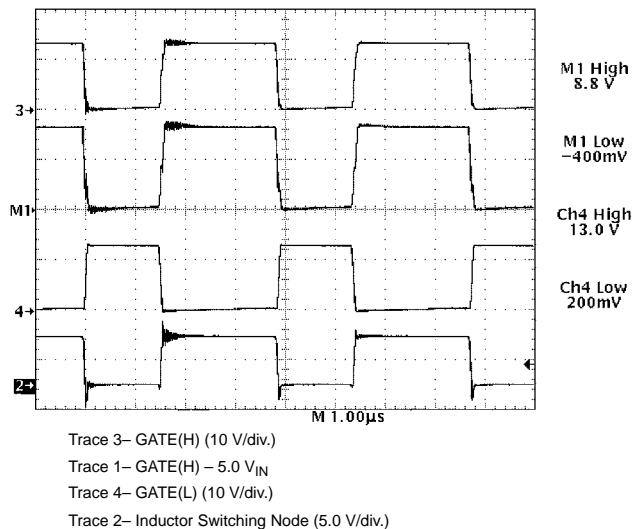 M1 High
8.8 V
3→
M1 Low
−400mV
M1→
Ch4 High
13.0 V
Ch4 Low
200mV
4→
2→
M 1.00µs
Trace 3– GATE(H) (10 V/div.)
Trace 1– GATE(H) – 5.0 VIN
Trace 4– GATE(L) (10 V/div.)
Trace 2– Inductor Switching Node (5.0 V/div.)